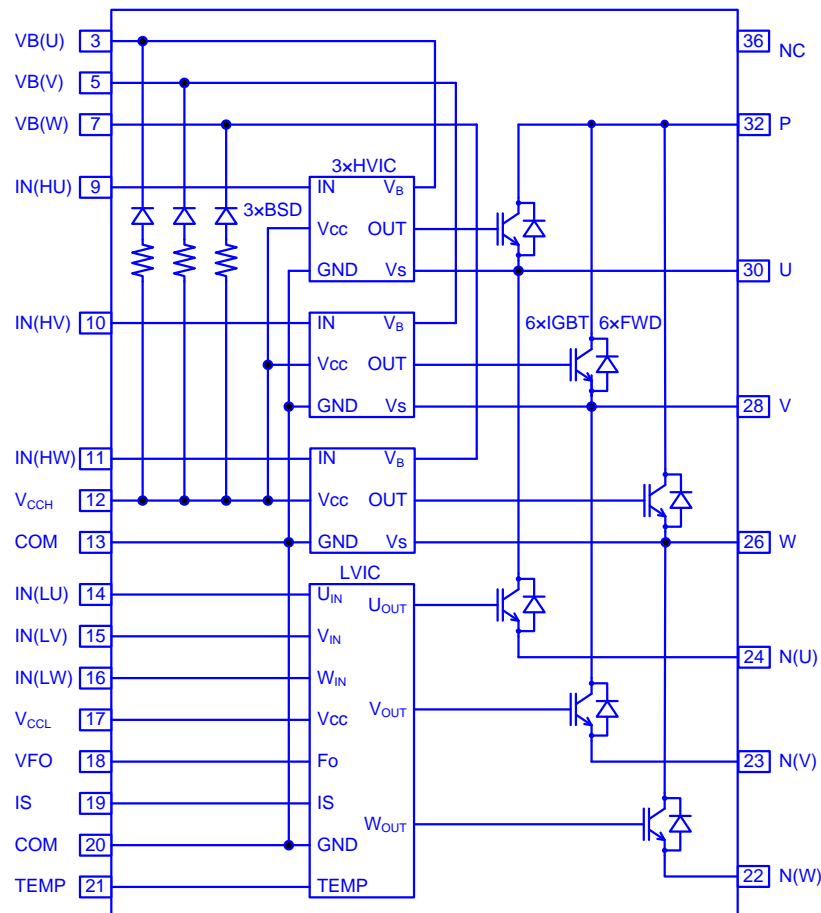 VB(U) 3
36 NC
VB(V) 5
VB(W) 7
32 P
3×HVIC
IN(HU) 9
IN VB
3×BSD
Vcc OUT
GND Vs
30 U
IN(HV) 10
IN VB
6×IGBT 6×FWD
Vcc OUT
GND Vs
28 V
IN(HW) 11
IN VB
VCCH 12
Vcc OUT
COM 13
GND Vs
26 W
LVIC
IN(LU) 14
UIN
UOUT
IN(LV) 15
VIN
24 N(U)
IN(LW) 16
WIN
VOUT
VCCL 17
Vcc
VFO 18
Fo
23 N(V)
IS 19
IS
WOUT
COM 20
GND
22 N(W)
TEMP 21
TEMP